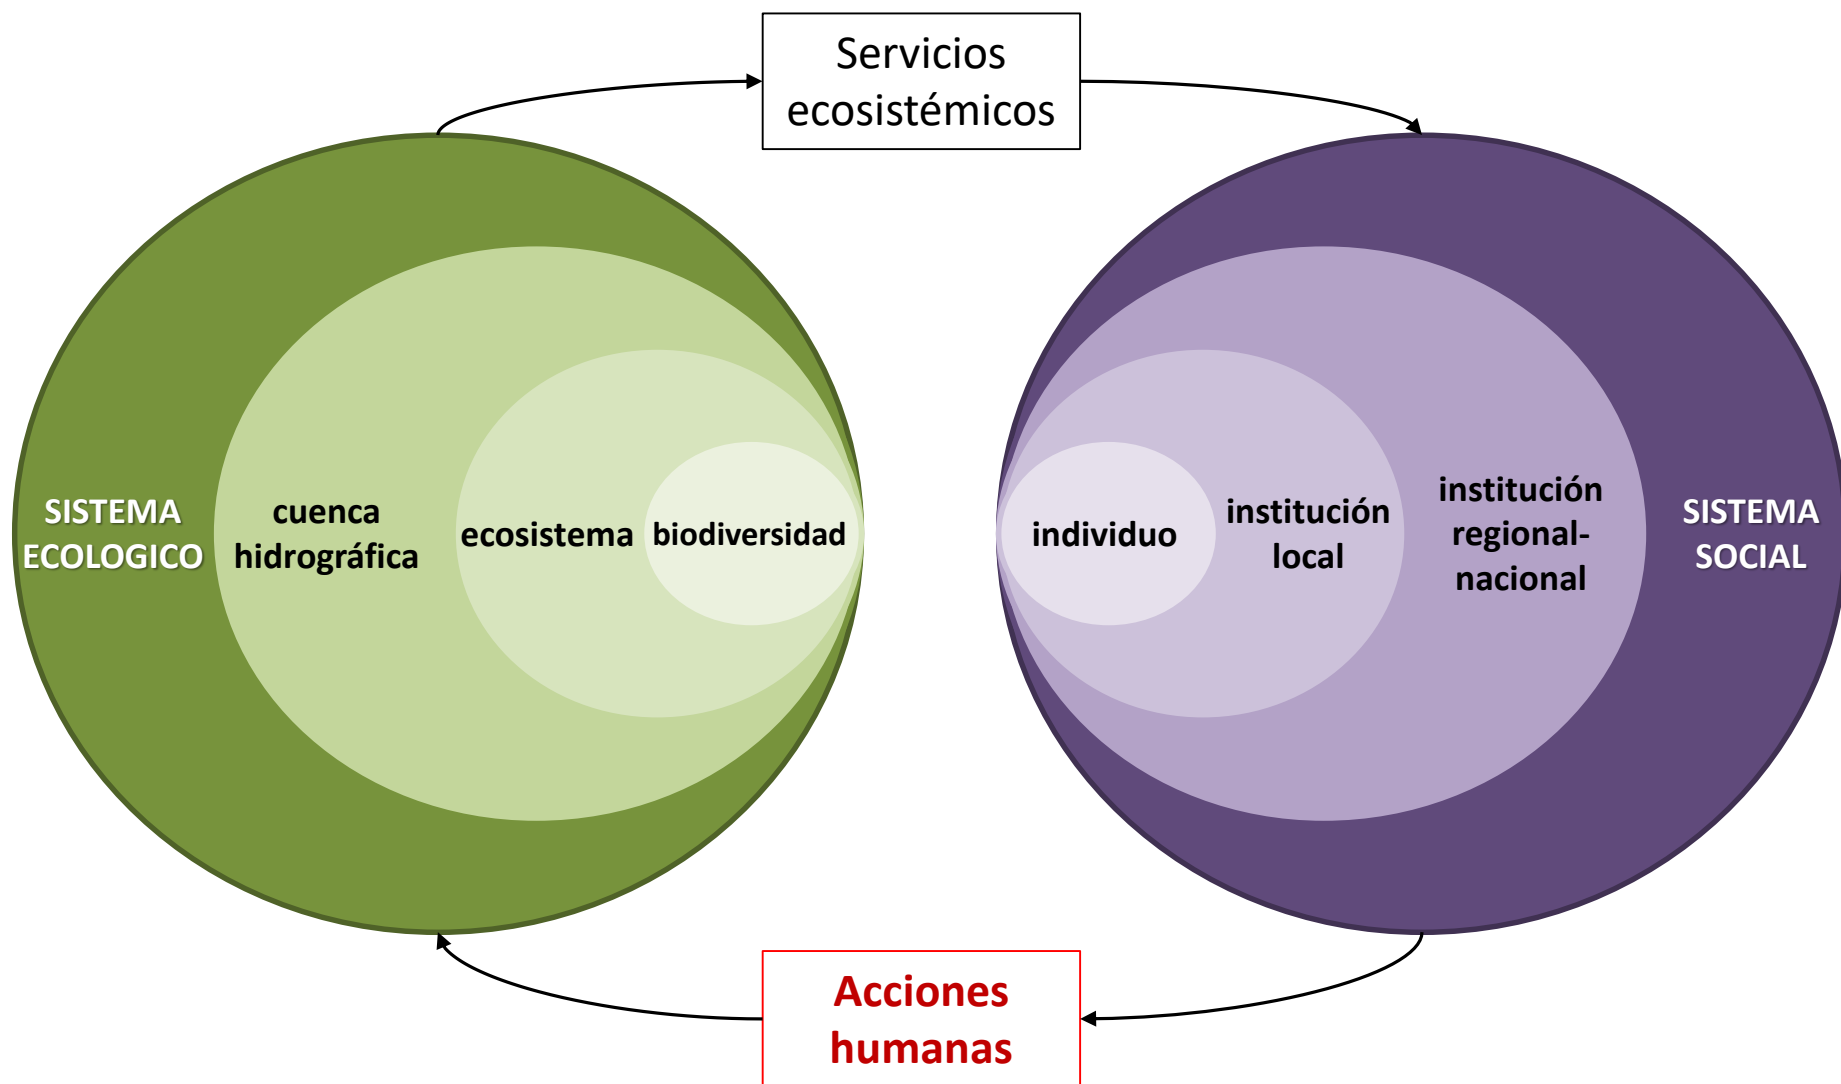 Servicios
ecosistémicos
SISTEMA
ECOLOGICO
cuenca
hidrográfica
ecosistema
biodiversidad
individuo
institución
local
institución
regional-
nacional
SISTEMA
SOCIAL
Acciones
humanas